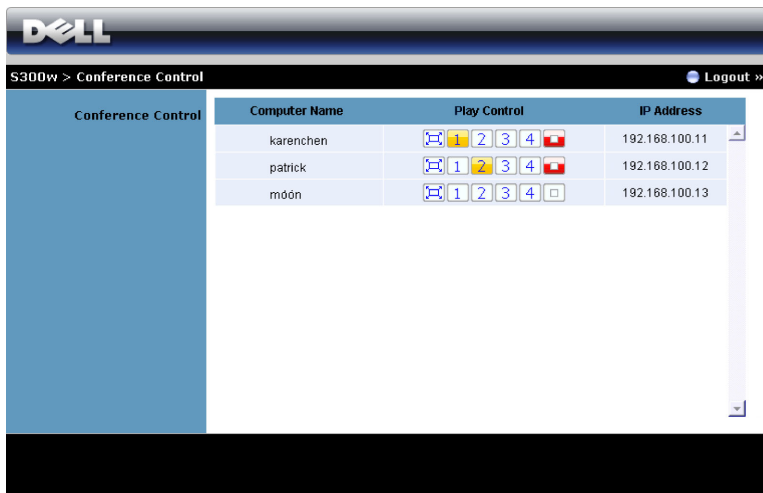 DELL
S300w > Conference Control
Logout »
Conference Control
Computer Name Play Control IP Address
karenchen 1 2 3 4 192.168.100.11
patrick 1 2 3 4 192.168.100.12
móón 1 2 3 4 192.168.100.13